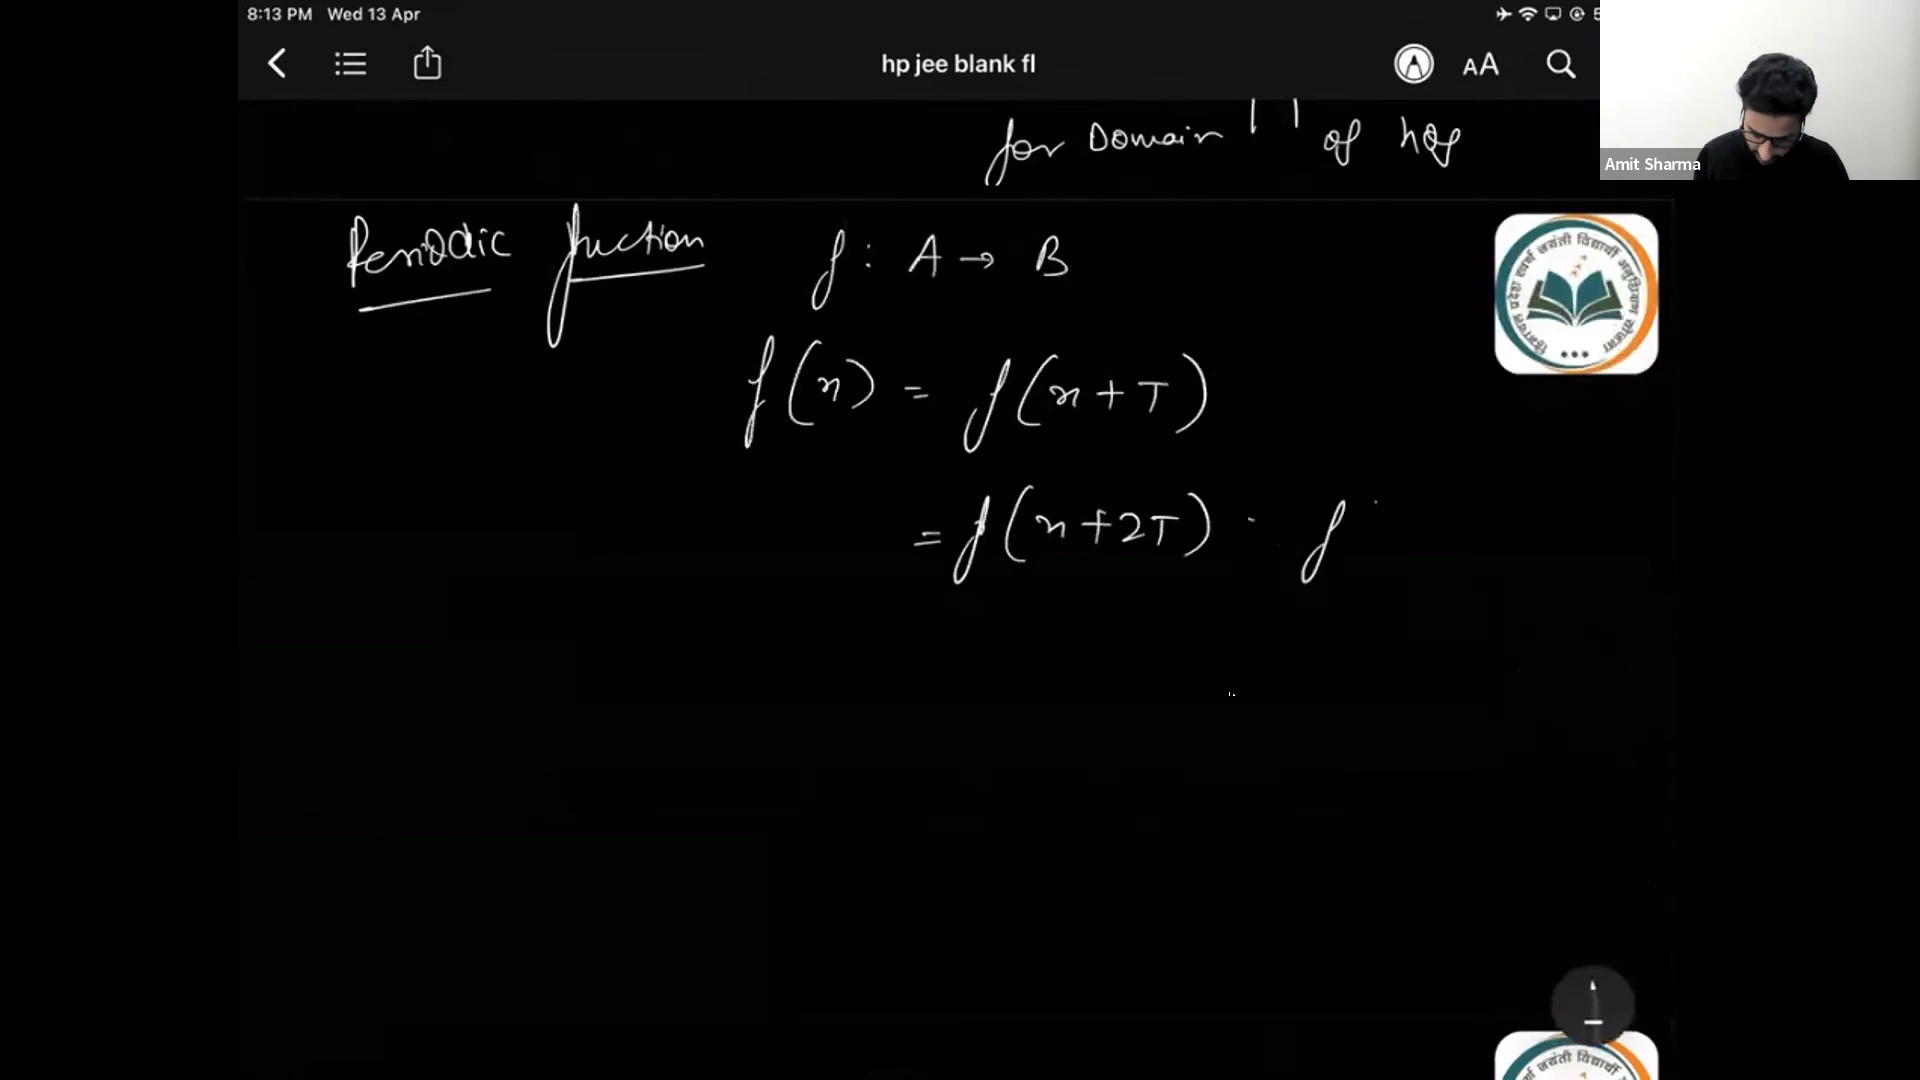 8:13 PM Wed 13 Apr
hp jee blank fl
AA
Amit Sharma
for Domain of hof
Periodic function f: A → B
f(x) = f(x+T)
= f(x+2T) f